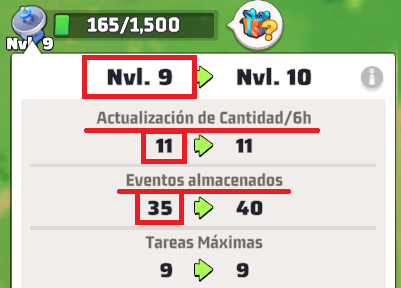 165/1,500
Nvl. 9
Nvl. 9 Nvl. 10
Actualización de Cantidad/6h
11 11
Eventos almacenados
35 40
Tareas Máximas
9 9